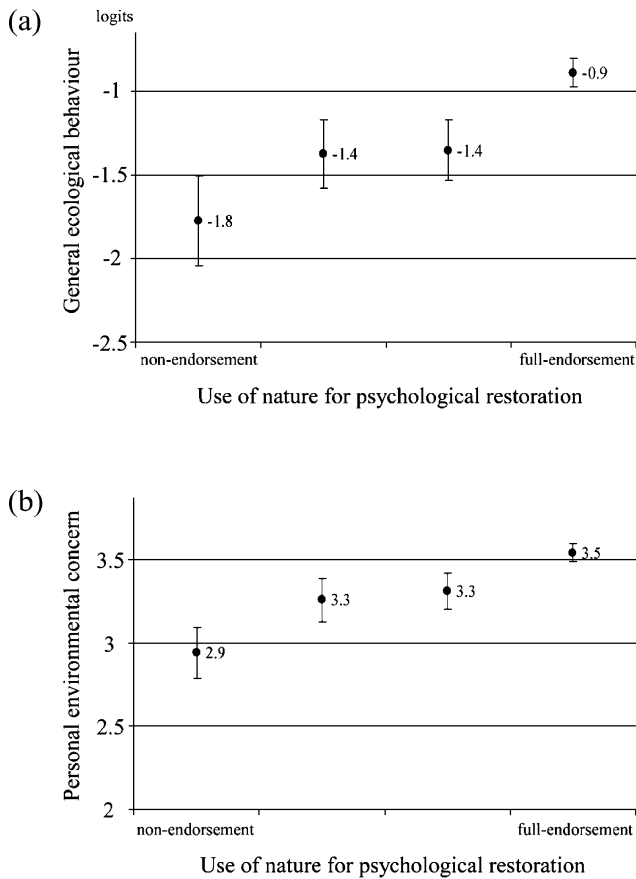 (a)
logits
General ecological behaviour
-1
-1.5
-2
-2.5
-1.8
-1.4
-1.4
-0.9
non-endorsement
full-endorsement
Use of nature for psychological restoration
(b)
Personal environmental concern
3.5
3
2.5
2
2.9
3.3
3.3
3.5
non-endorsement
full-endorsement
Use of nature for psychological restoration